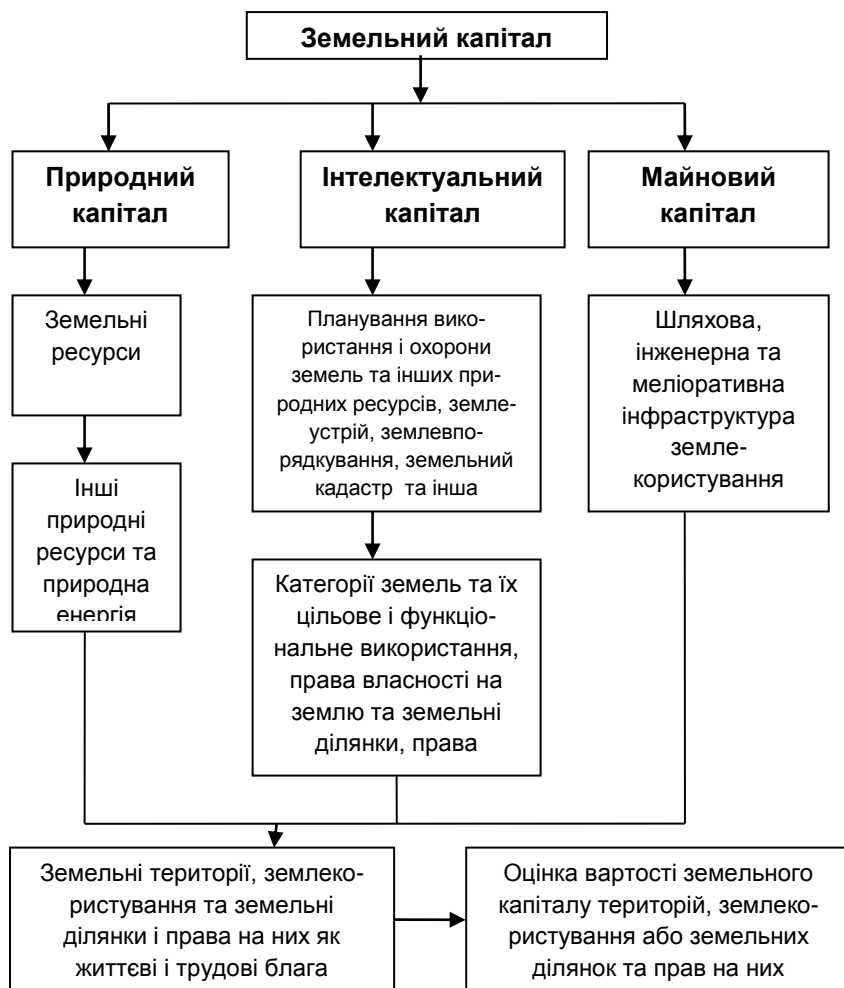 Земельний капітал
Природний
капітал
Інтелектуальний
капітал
Майновий
капітал
Земельні
ресурси
Планування вико-
ристання і охорони
земель та інших при-
родних ресурсів, земле-
устрій, землевпо-
рядкування, земельний
кадастр та інша
Шляхова,
інженерна та
меліоративна
інфраструктура
земле-
користування
Інші
природні
ресурси та
природна
енергія
Категорії земель та їх
цільове і функціо-
нальне використання,
права власності на
землю та земельні
ділянки, права
Земельні території, землеко-
ристування та земельні
ділянки і права на них як
життєві і трудові блага
Оцінка вартості земельного
капіталу територій, землеко-
ристування або земельних
ділянок та прав на них